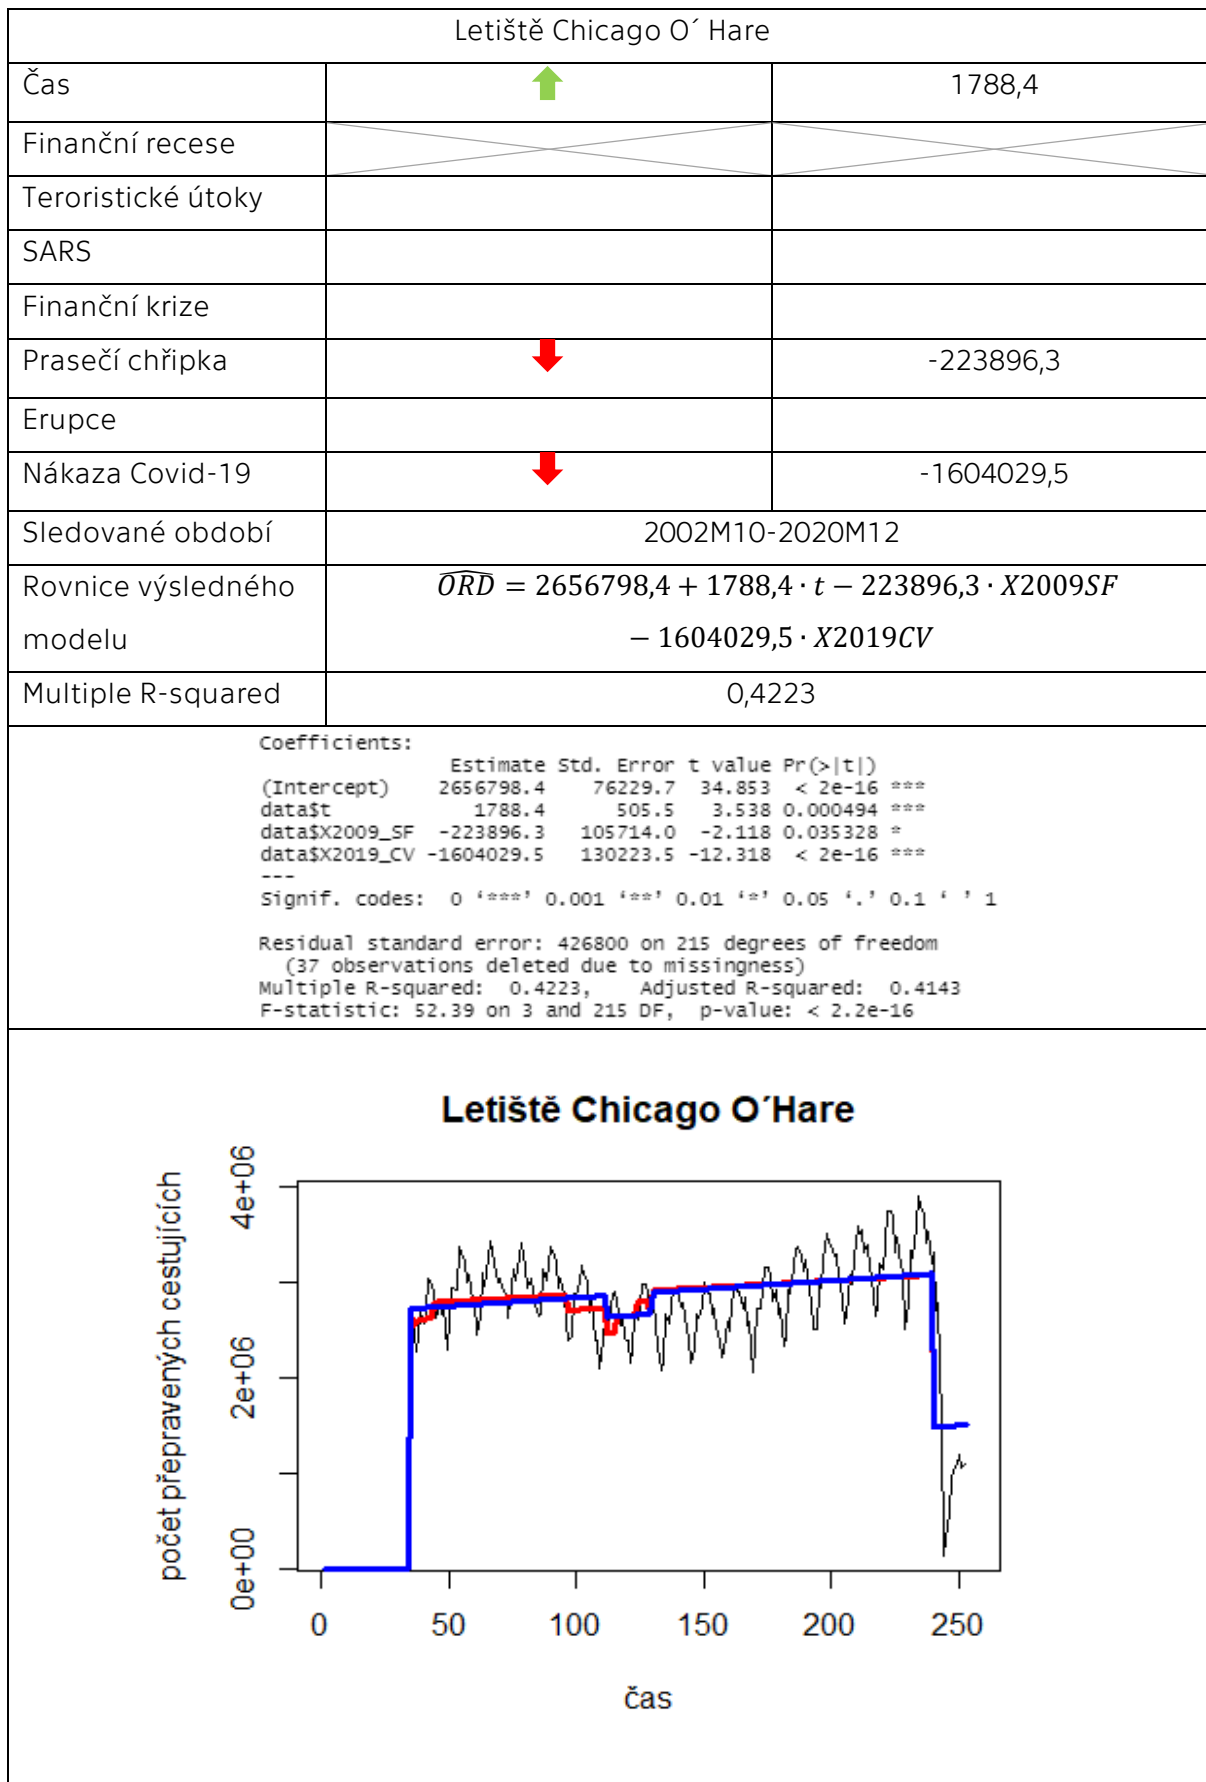 Letiště Chicago O´ Hare
Čas 1788,4
Finanční recese
Teroristické útoky
SARS
Finanční krize
Prasečí chřipka -223896,3
Erupce
Nákaza Covid-19 -1604029,5
Sledované období 2002M10-2020M12
Rovnice výsledného modelu
$\widehat{ORD} = 2656798,4 + 1788,4 \cdot t - 223896,3 \cdot X2009SF$
$- 1604029,5 \cdot X2019CV$
Multiple R-squared 0,4223
Coefficients:
Estimate Std. Error t value Pr(>|t|)
(Intercept) 2656798.4 76229.7 34.853 < 2e-16 ***
data$t 1788.4 505.5 3.538 0.000494 ***
data$X2009_SF -223896.3 105714.0 -2.118 0.035328 *
data$X2019_CV -1604029.5 130223.5 -12.318 < 2e-16 ***
---
Signif. codes: 0 ‘***’ 0.001 ‘**’ 0.01 ‘*’ 0.05 ‘.’ 0.1 ‘ ’ 1
Residual standard error: 426800 on 215 degrees of freedom
(37 observations deleted due to missingness)
Multiple R-squared: 0.4223, Adjusted R-squared: 0.4143
F-statistic: 52.39 on 3 and 215 DF, p-value: < 2.2e-16
Letiště Chicago O´Hare
počet přepravených cestujících
4e+06
2e+06
0e+00
0 50 100 150 200 250
čas